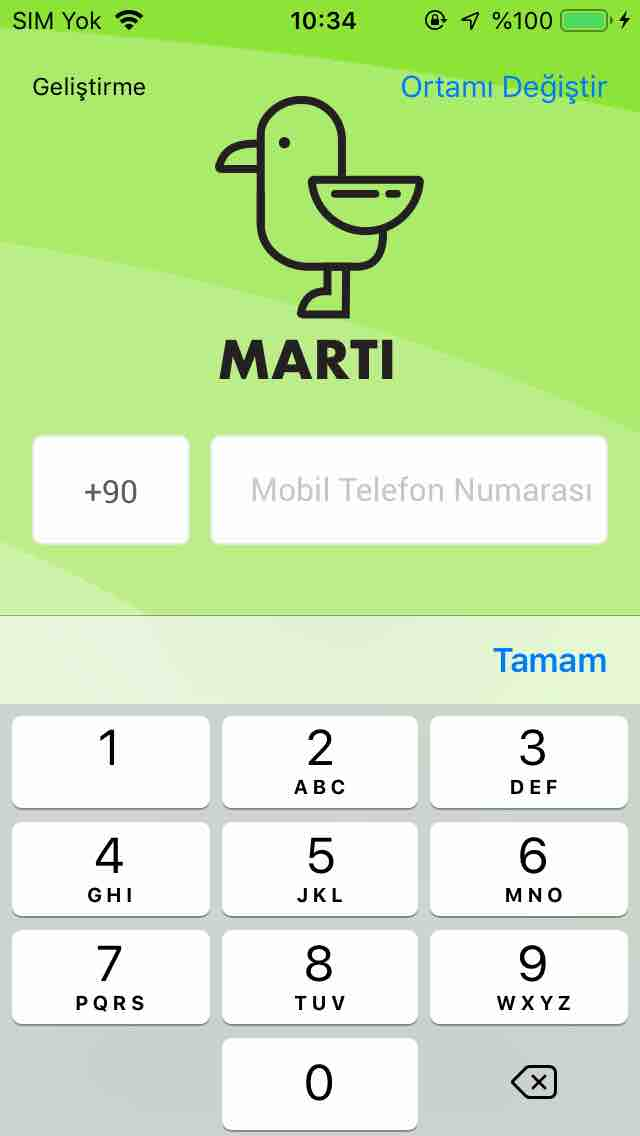 SIM Yok 10:34 %100
Geliştirme Ortamı Değiştir
MARTI
+90 Mobil Telefon Numarası
Tamam
1 2 3
ABC DEF
4 5 6
GHI JKL MNO
7 8 9
PQRS TUV WXYZ
0